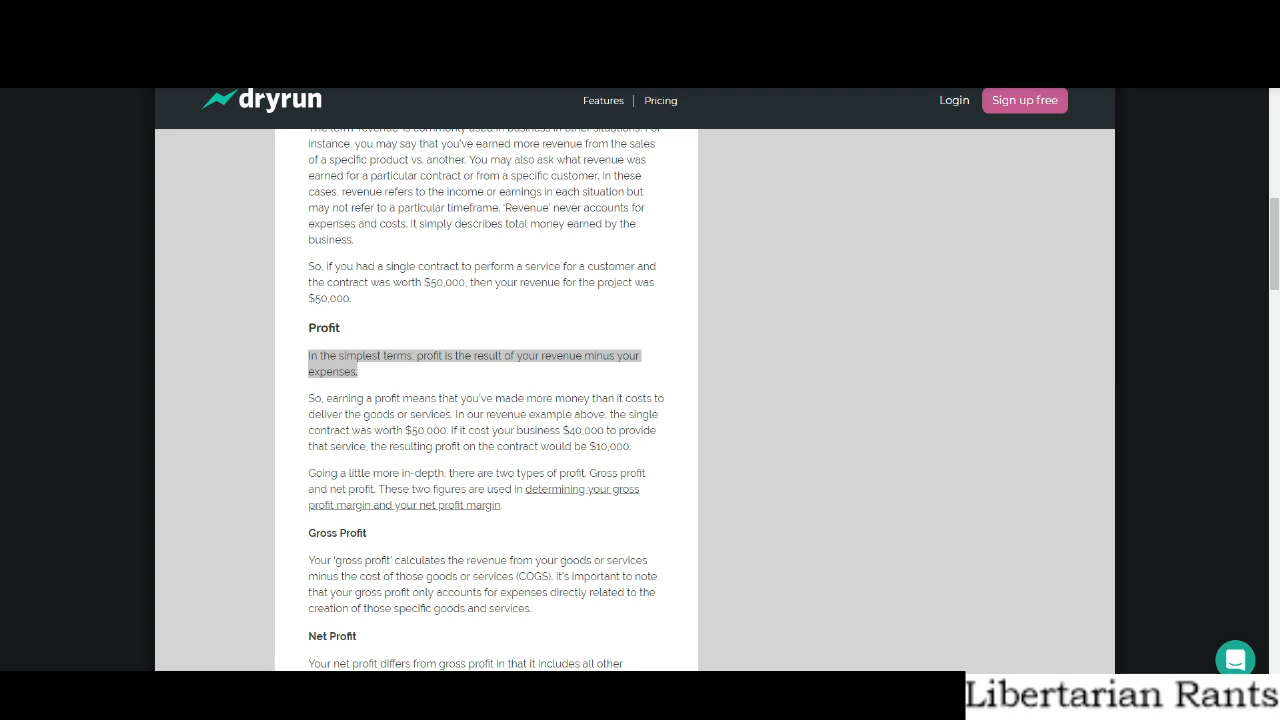 dryrun
Features | Pricing
Login
Sign up free
The term 'revenue' is commonly used in business in other situations. For
instance, you may say that you've earned more revenue from the sales
of a specific product vs. another. You may also ask what revenue was
earned for a particular contract or from a specific customer. In these
cases, revenue refers to the income or earnings in each situation but
may not refer to a particular timeframe. 'Revenue' never accounts for
expenses and costs. It simply describes total money earned by the
business.
So, if you had a single contract to perform a service for a customer and
the contract was worth $50,000, then your revenue for the project was
$50,000.
Profit
In the simplest terms, profit is the result of your revenue minus your
expenses.
So, earning a profit means that you've made more money than it costs to
deliver the goods or services. In our revenue example above, the single
contract was worth $50,000. If it cost your business $40,000 to provide
that service, the resulting profit on the contract would be $10,000.
Going a little more in-depth, there are two types of profit. Gross profit
and net profit. These two figures are used in determining your gross
profit margin and your net profit margin.
Gross Profit
Your 'gross profit' calculates the revenue from your goods or services
minus the cost of those goods or services (COGS). It's important to note
that your gross profit only accounts for expenses directly related to the
creation of those specific goods and services.
Net Profit
Your net profit differs from gross profit in that it includes all other
Libertarian Rants